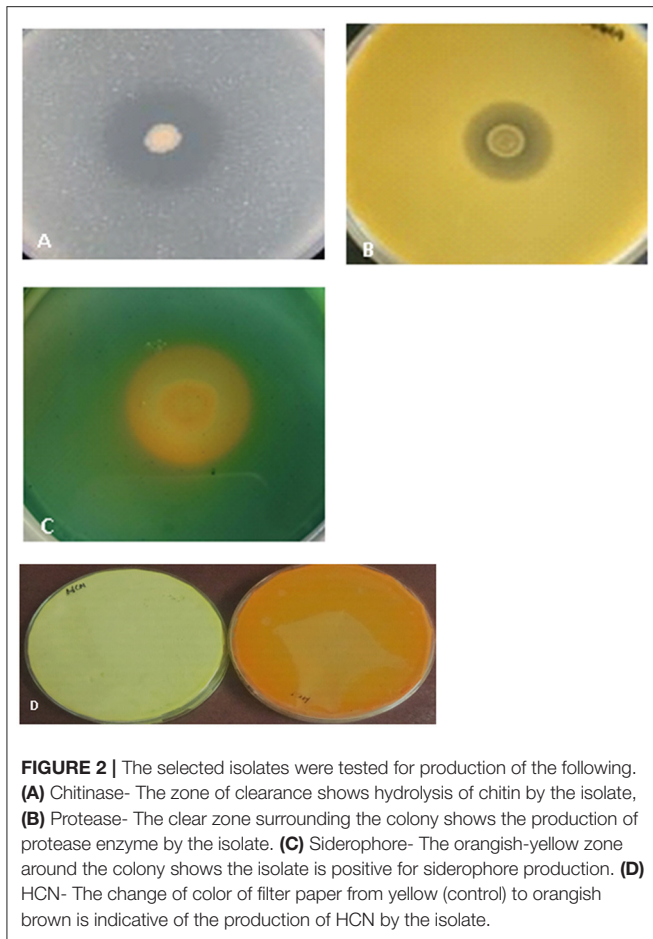 A
B
C
HCN
D
FIGURE 2 | The selected isolates were tested for production of the following.
(A) Chitinase- The zone of clearance shows hydrolysis of chitin by the isolate,
(B) Protease- The clear zone surrounding the colony shows the production of
protease enzyme by the isolate. (C) Siderophore- The orangish-yellow zone
around the colony shows the isolate is positive for siderophore production. (D)
HCN- The change of color of filter paper from yellow (control) to orangish
brown is indicative of the production of HCN by the isolate.